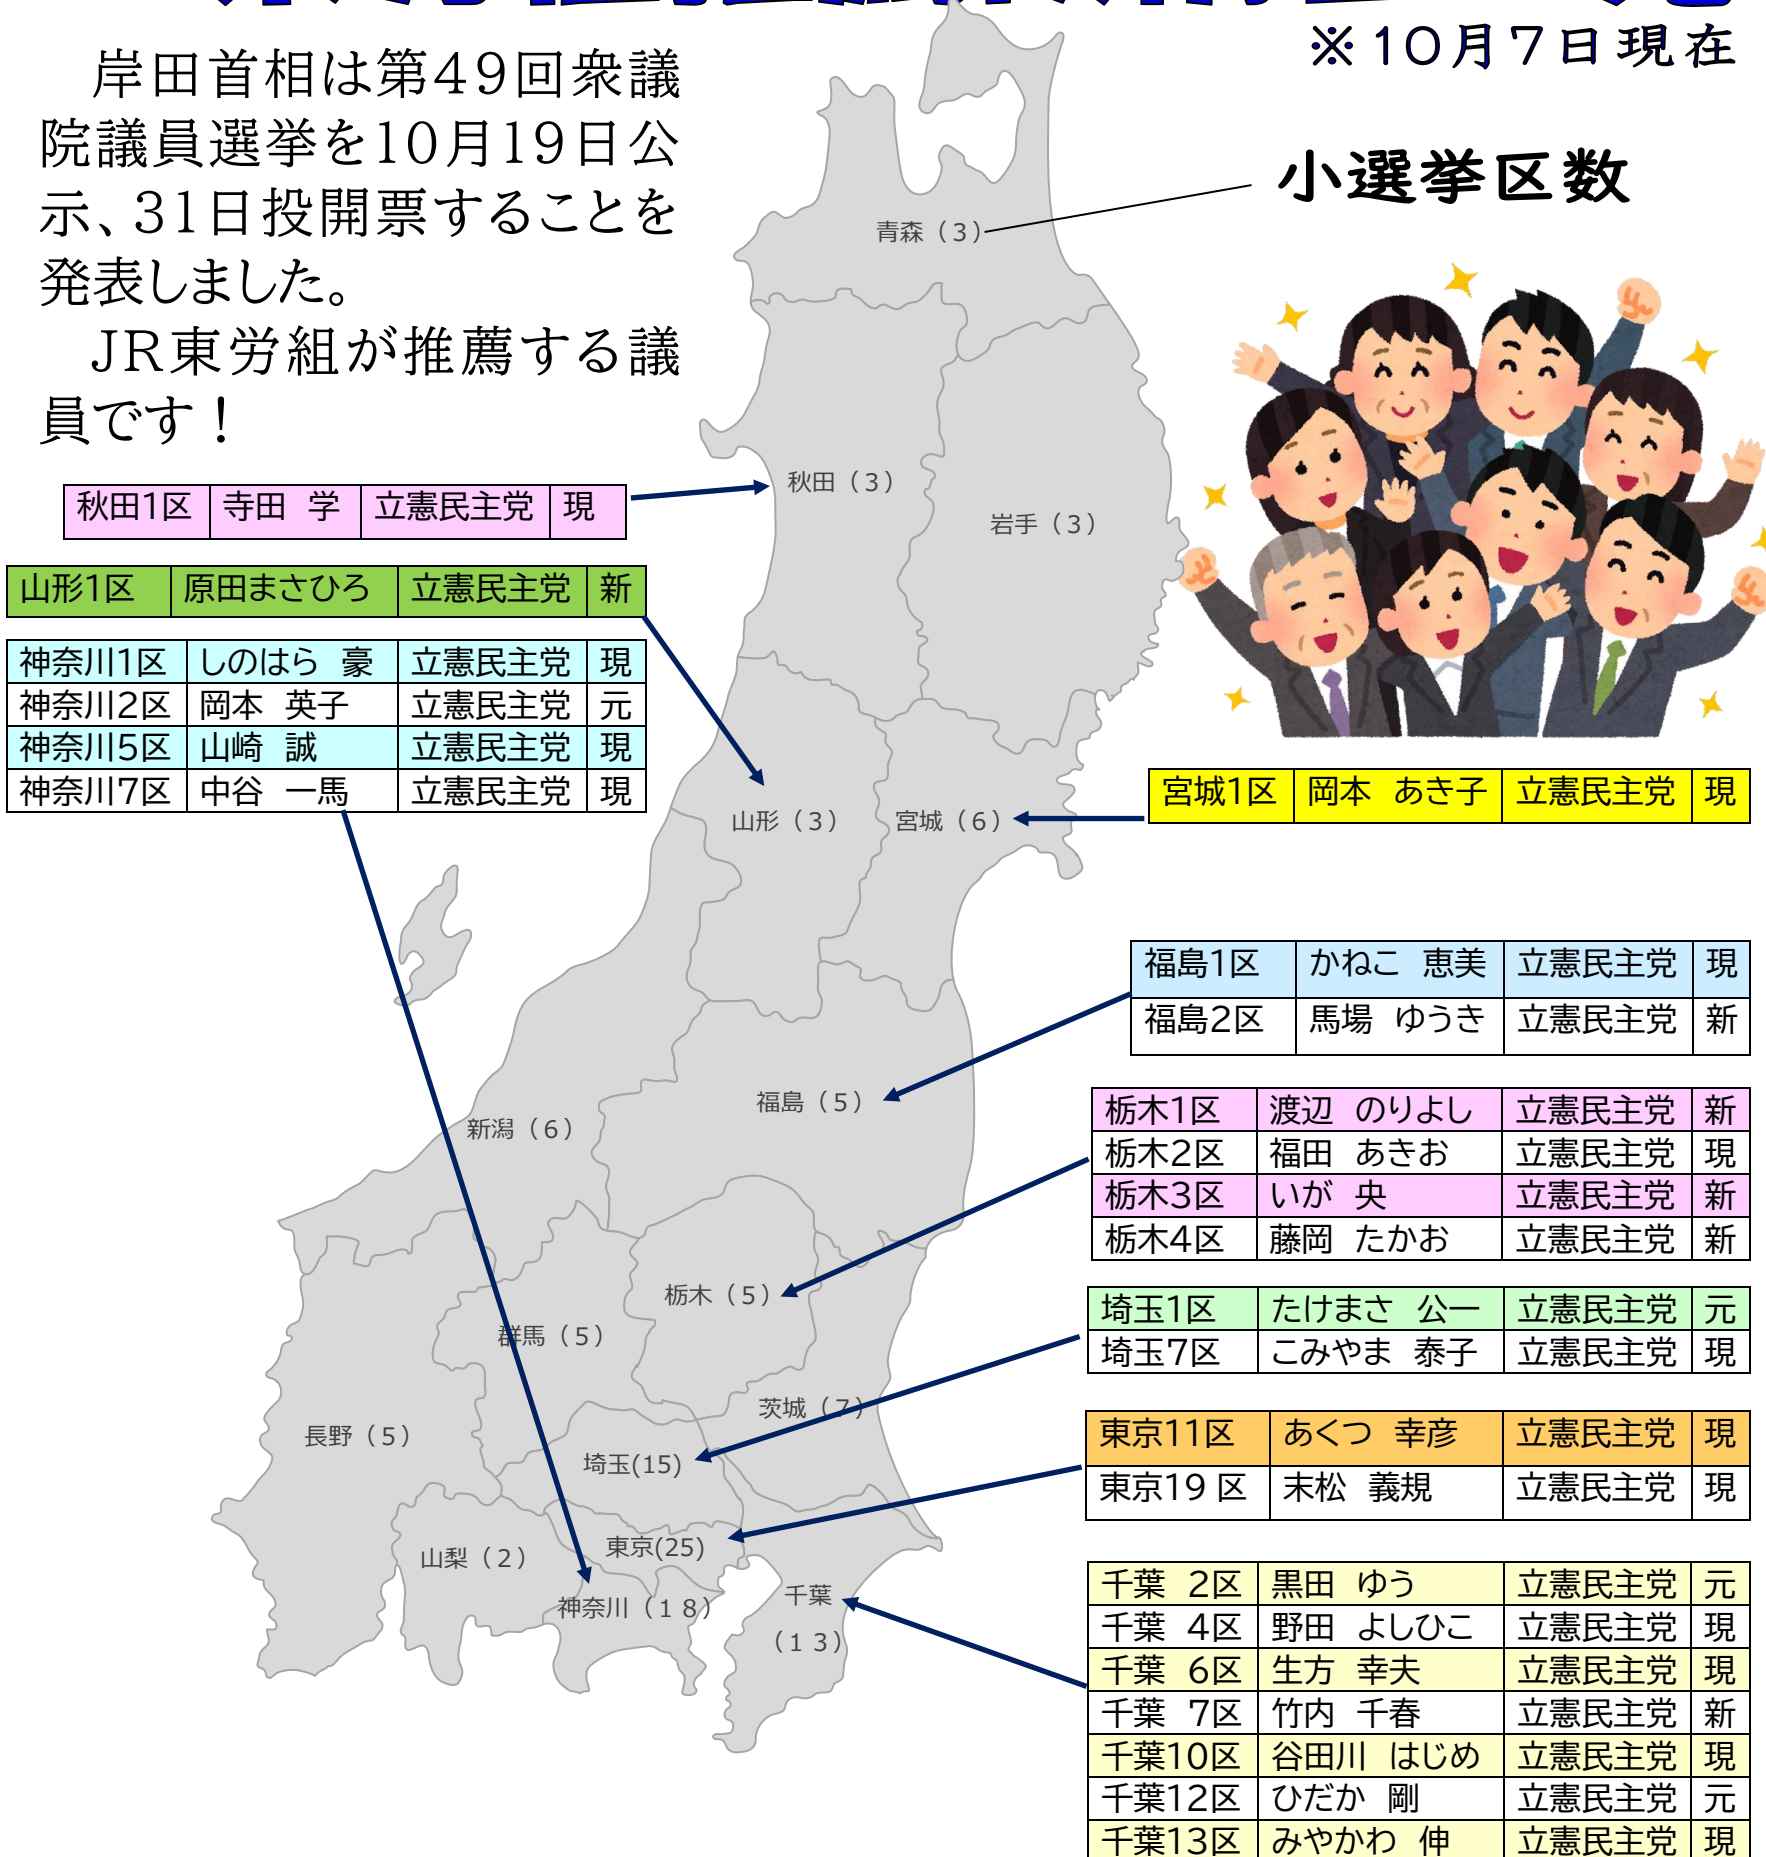 ※10月7日現在
岸田首相は第49回衆議
院議員選挙を10月19日公
示、31日投開票することを
発表しました。
JR東労組が推薦する議
員です！
小選挙区数
青森（3）
秋田（3）
岩手（3）
秋田1区 寺田 学 立憲民主党 現
山形1区 原田まさひろ 立憲民主党 新
神奈川1区 しのはら 豪 立憲民主党 現
神奈川2区 岡本 英子 立憲民主党 元
神奈川5区 山崎 誠 立憲民主党 現
神奈川7区 中谷 一馬 立憲民主党 現
山形（3）
宮城（6）
宮城1区 岡本 あき子 立憲民主党 現
福島1区 かねこ 恵美 立憲民主党 現
福島2区 馬場 ゆうき 立憲民主党 新
福島（5）
新潟（6）
栃木1区 渡辺 のりよし 立憲民主党 新
栃木2区 福田 あきお 立憲民主党 現
栃木3区 いが 央 立憲民主党 新
栃木4区 藤岡 たかお 立憲民主党 新
栃木（5）
群馬（5）
埼玉1区 たけまさ 公一 立憲民主党 元
埼玉7区 こみやま 泰子 立憲民主党 現
茨城（7）
長野（5）
埼玉(15)
東京11区 あくつ 幸彦 立憲民主党 現
東京19 区 末松 義規 立憲民主党 現
東京(25)
山梨（2）
神奈川（18）
千葉
（13）
千葉 2区 黒田 ゆう 立憲民主党 元
千葉 4区 野田 よしひこ 立憲民主党 現
千葉 6区 生方 幸夫 立憲民主党 現
千葉 7区 竹内 千春 立憲民主党 新
千葉10区 谷田川 はじめ 立憲民主党 現
千葉12区 ひだか 剛 立憲民主党 元
千葉13区 みやかわ 伸 立憲民主党 現